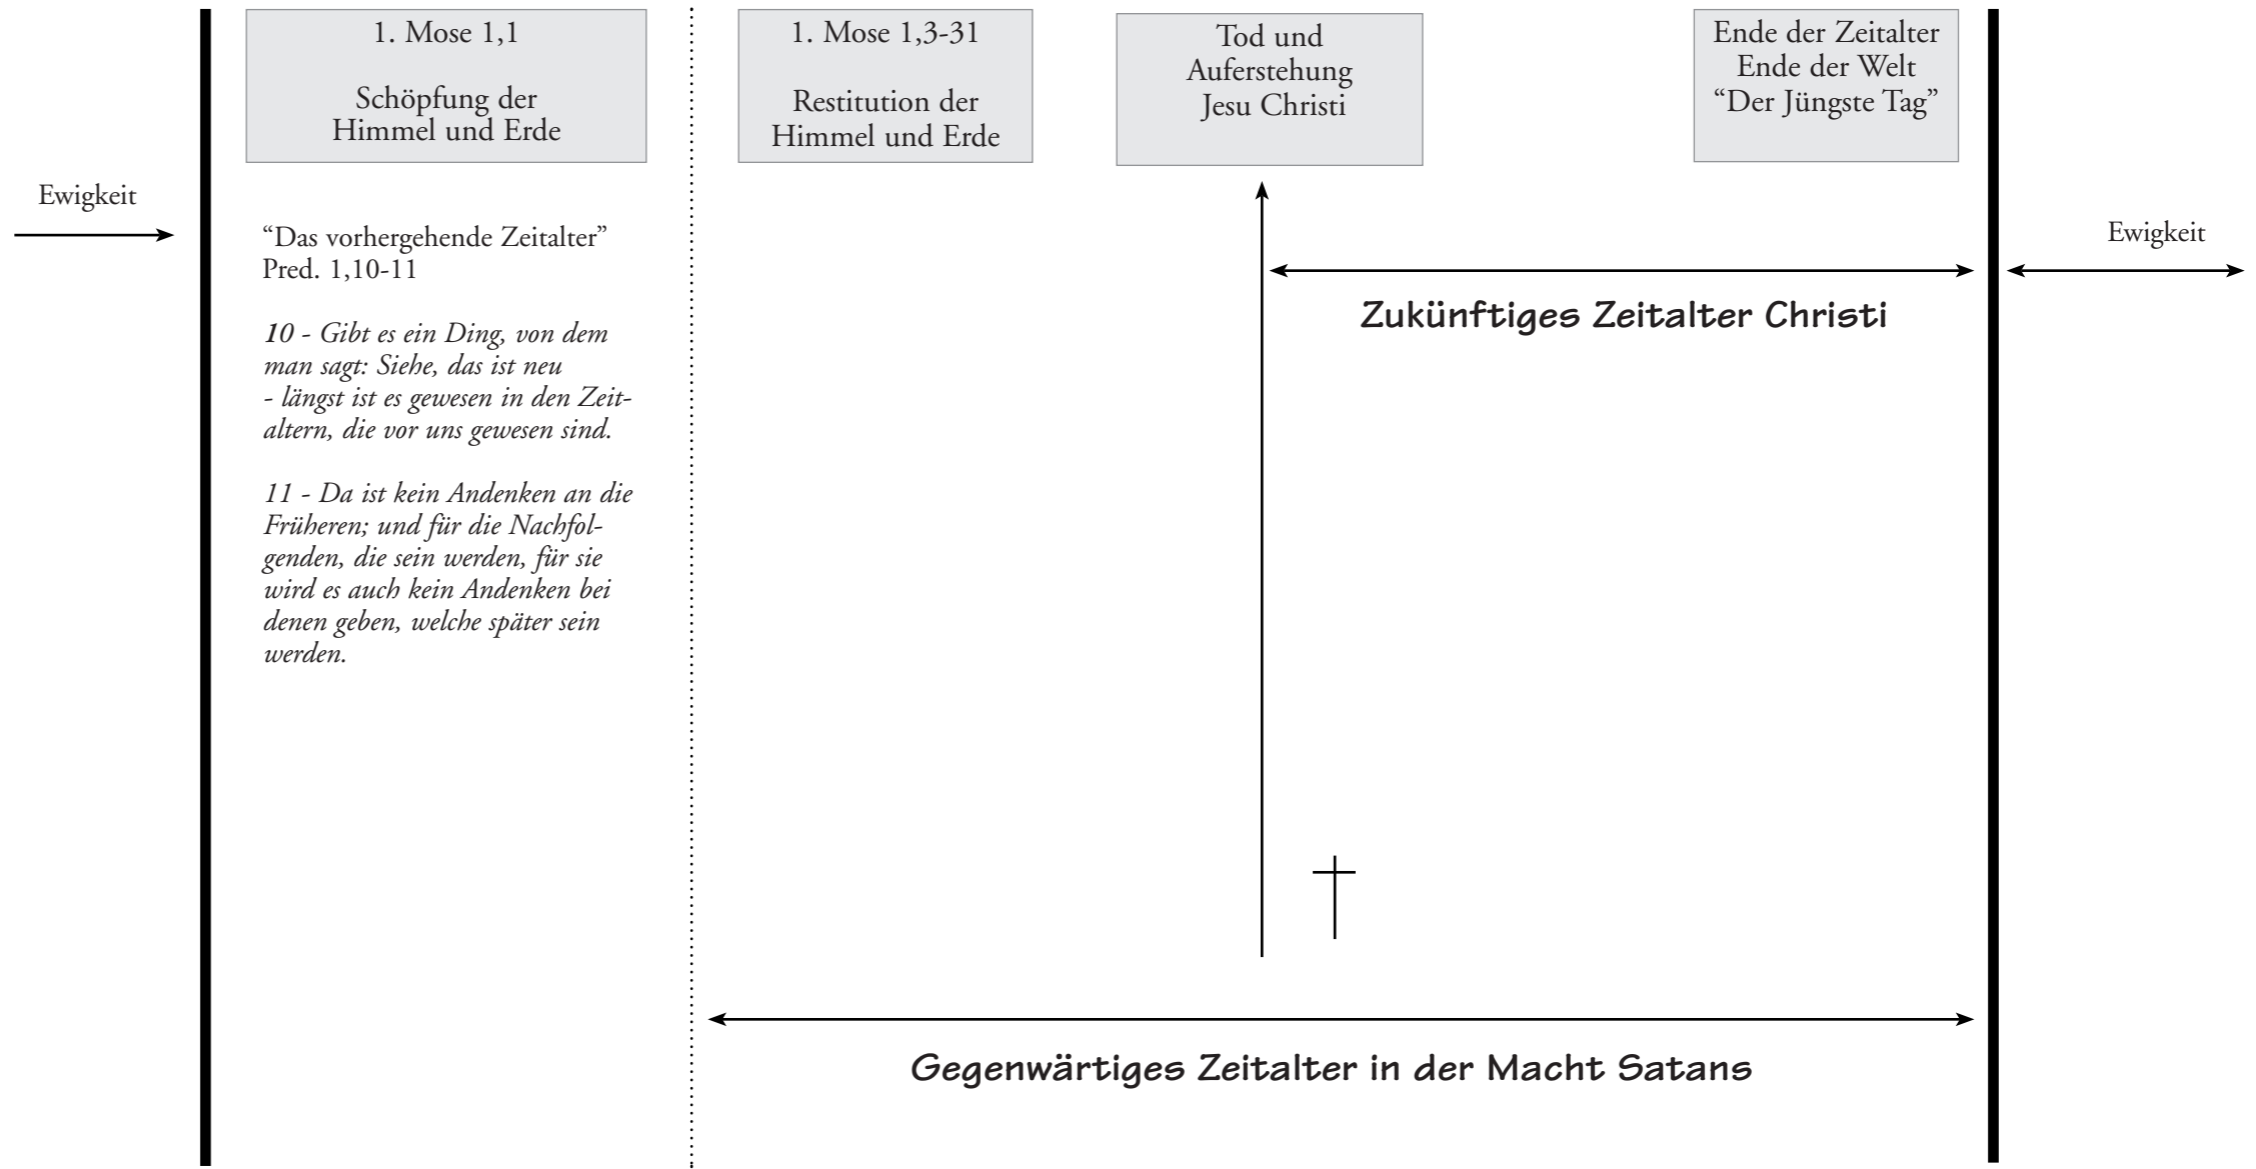 1. Mose 1,1
Schöpfung der
Himmel und Erde
1. Mose 1,3-31
Restitution der
Himmel und Erde
Tod und
Auferstehung
Jesu Christi
Ende der Zeitalter
Ende der Welt
“Der Jüngste Tag”
Ewigkeit
“Das vorhergehende Zeitalter”
Pred. 1,10-11
10 - Gibt es ein Ding, von dem
man sagt: Siehe, das ist neu
- längst ist es gewesen in den Zeit-
altern, die vor uns gewesen sind.
11 - Da ist kein Andenken an die
Früheren; und für die Nachfol-
genden, die sein werden, für sie
wird es auch kein Andenken bei
denen geben, welche später sein
werden.
Ewigkeit
Zukünftiges Zeitalter Christi
Gegenwärtiges Zeitalter in der Macht Satans